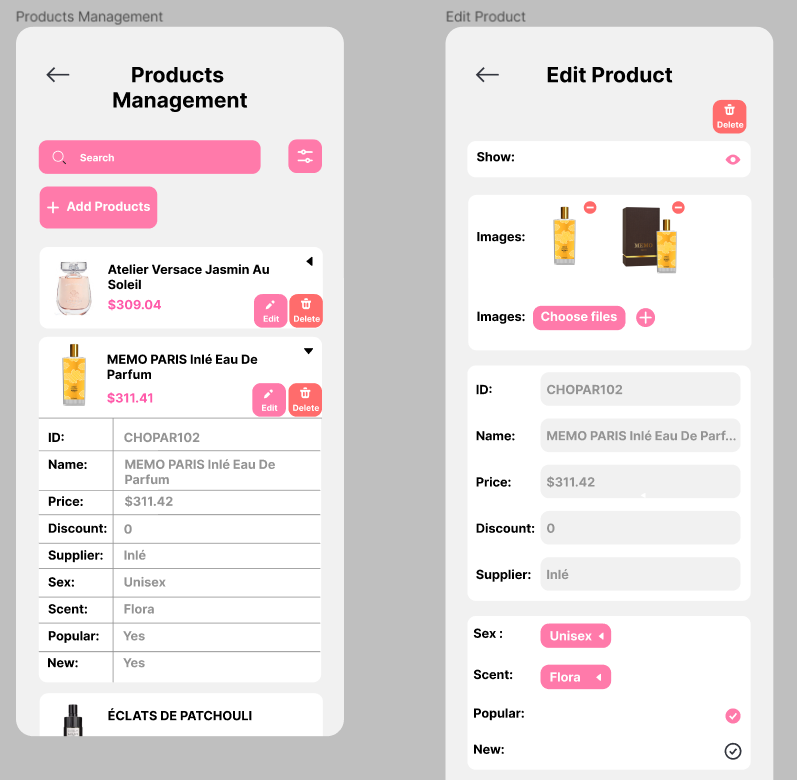 Products Management
Products
Management
Search
Add Products
Atelier Versace Jasmin Au
Soleil
$309.04
Edit
Delete
MEMO PARIS Inlé Eau De
Parfum
$311.41
Edit
Delete
ID: CHOPAR102
Name: MEMO PARIS Inlé Eau De
Parfum
Price: $311.42
Discount: 0
Supplier: Inlé
Sex: Unisex
Scent: Flora
Popular: Yes
New: Yes
ÉCLATS DE PATCHOULI
Edit Product
Edit Product
Delete
Show:
Images:
MEMO
Images: Choose files
ID: CHOPAR102
Name: MEMO PARIS Inlé Eau De Parf...
Price: $311.42
Discount: 0
Supplier: Inlé
Sex : Unisex
Scent: Flora
Popular:
New: